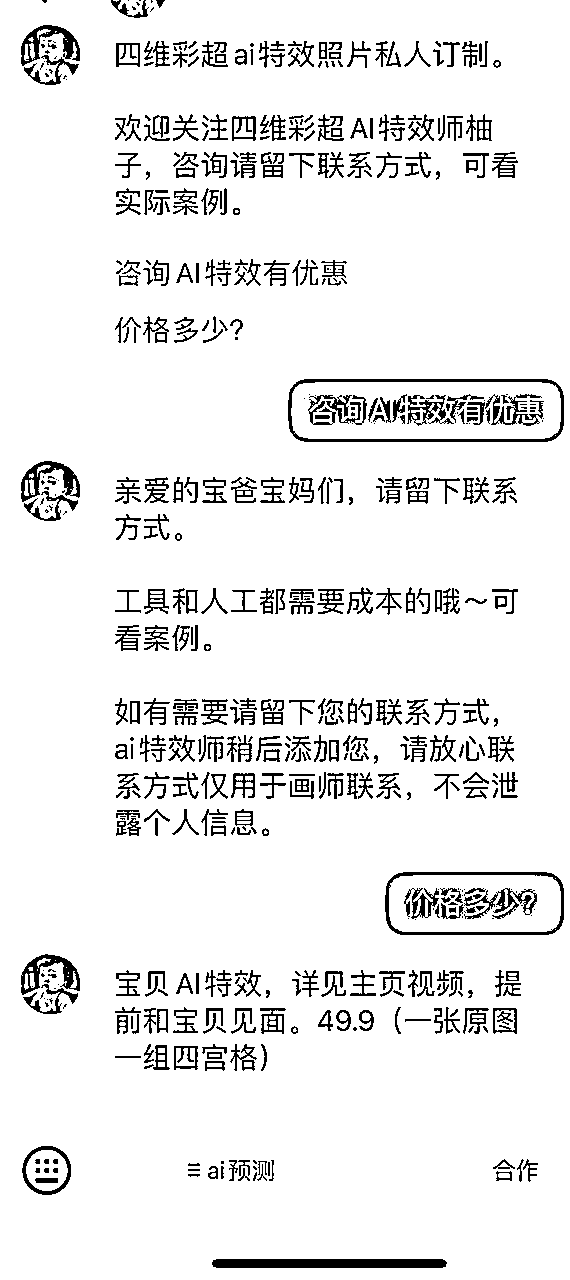 四维彩超ai特效照片私人订制。
欢迎关注四维彩超AI特效师柚
子，咨询请留下联系方式，可看
实际案例。
咨询AI特效有优惠
价格多少？
咨询AI特效有优惠
亲爱的宝爸宝妈们，请留下联系
方式。
工具和人工都需要成本的哦～可
看案例。
如有需要请留下您的联系方式，
ai特效师稍后添加您，请放心联
系方式仅用于画师联系，不会泄
露个人信息。
价格多少？
宝贝AI特效，详见主页视频，提
前和宝贝见面。49.9（一张原图
一组四宫格）
ai预测
合作